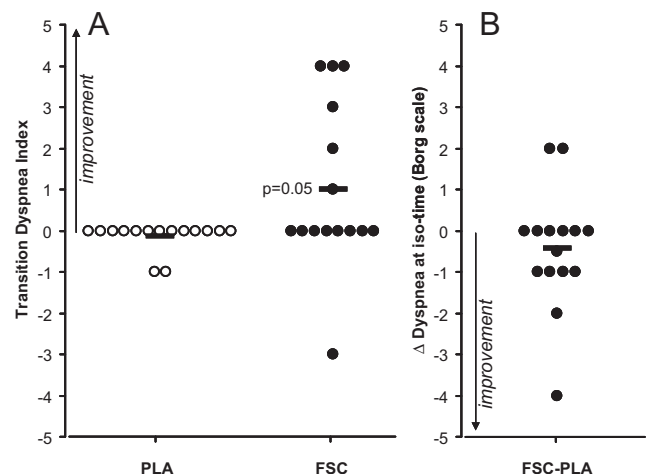 A
B
5
4
3
2
1
0
-1
-2
-3
-4
-5
Transition Dyspnea Index
improvement
p=0.05
PLA
FSC
5
4
3
2
1
0
-1
-2
-3
-4
-5
Δ Dyspnea at iso-time (Borg scale)
improvement
FSC-PLA